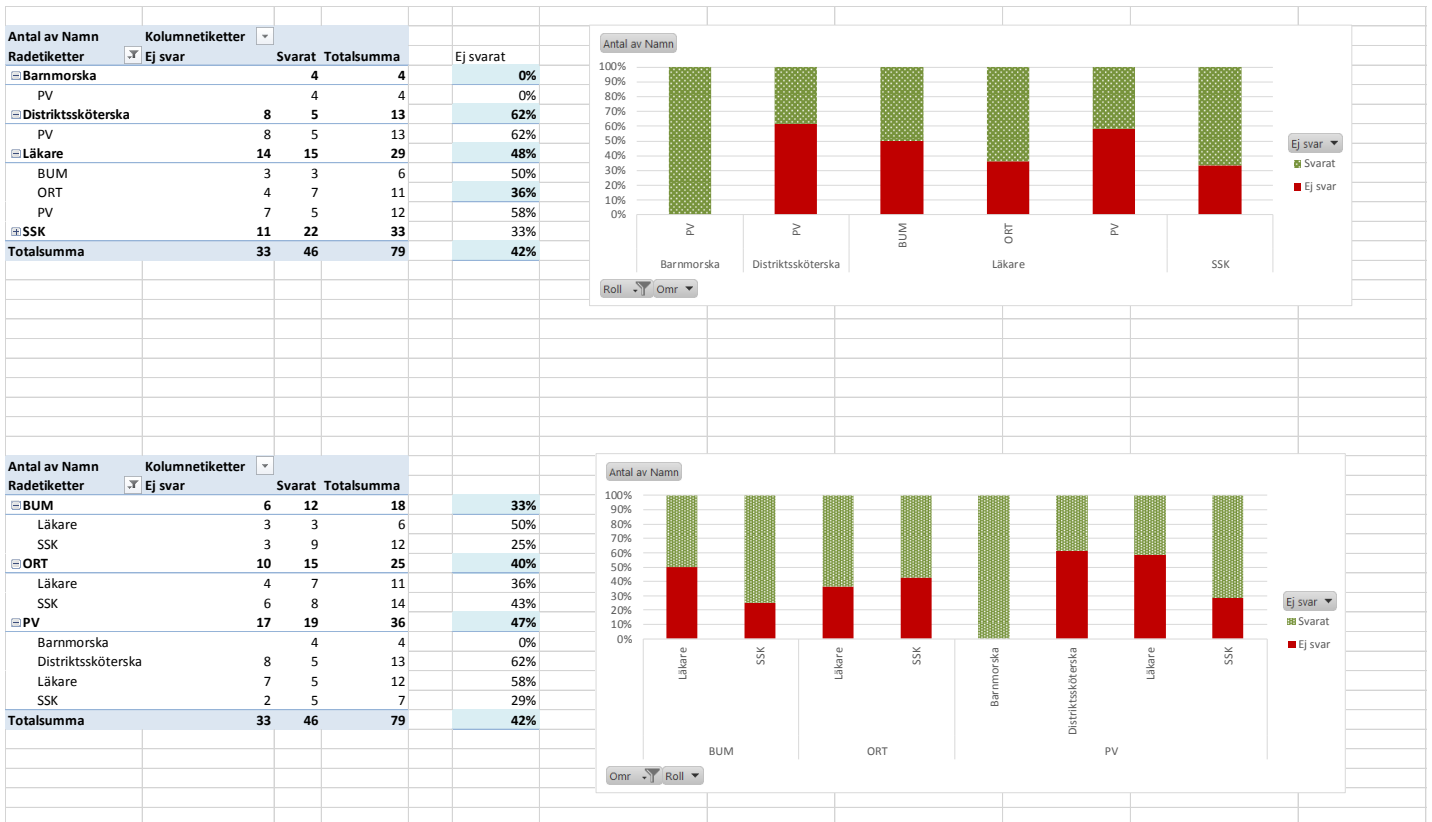 Antal av Namn Kolumnetiketter
Radetiketter Ej svar Svarat Totalsumma Ej svarat
Barnmorska 4 4 0%
PV 4 4 0%
Distriktssköterska 8 5 13 62%
PV 8 5 13 62%
Läkare 14 15 29 48%
BUM 3 3 6 50%
ORT 4 7 11 36%
PV 7 5 12 58%
SSK 11 22 33 33%
Totalsumma 33 46 79 42%
Antal av Namn
100%
90%
80%
70%
60%
50%
40%
30%
20%
10%
0%
PV PV BUM ORT PV
Barnmorska Distriktssköterska Läkare SSK
Ej svar
Svarat
Ej svar
Roll Omr
Antal av Namn Kolumnetiketter
Radetiketter Ej svar Svarat Totalsumma
BUM 6 12 18 33%
Läkare 3 3 6 50%
SSK 3 9 12 25%
ORT 10 15 25 40%
Läkare 4 7 11 36%
SSK 6 8 14 43%
PV 17 19 36 47%
Barnmorska 4 4 0%
Distriktssköterska 8 5 13 62%
Läkare 7 5 12 58%
SSK 2 5 7 29%
Totalsumma 33 46 79 42%
Antal av Namn
100%
90%
80%
70%
60%
50%
40%
30%
20%
10%
0%
Läkare SSK Läkare SSK Barnmorska Distriktssköterska Läkare SSK
BUM ORT PV
Ej svar
Svarat
Ej svar
Omr Roll